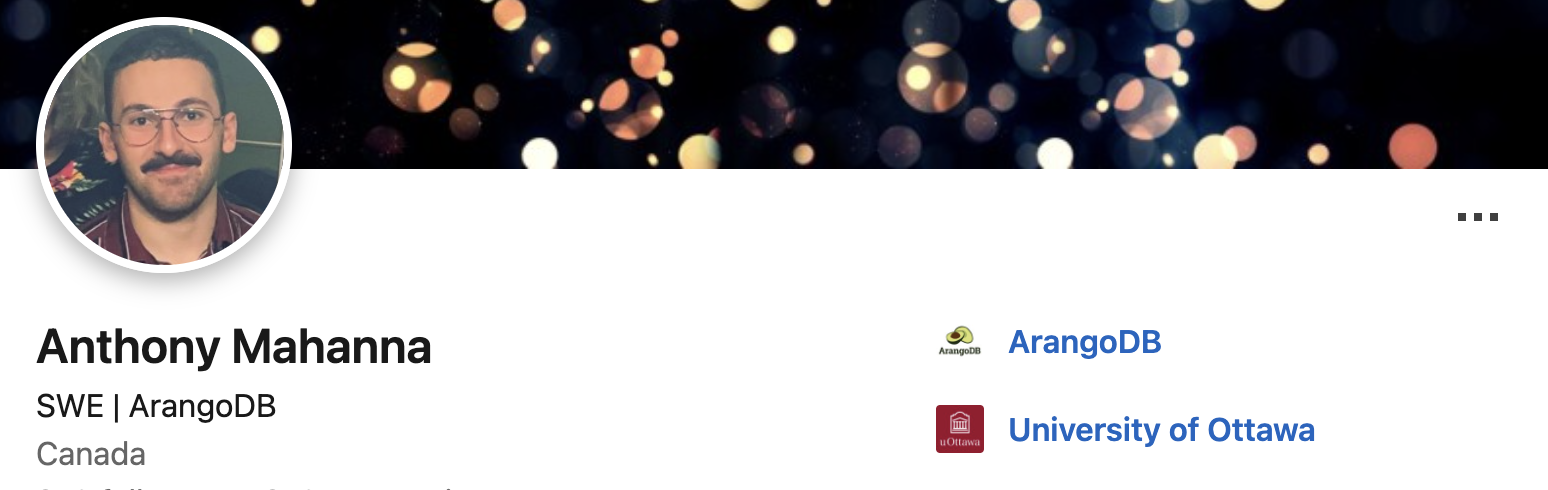 Anthony Mahanna
SWE | ArangoDB
Canada
ArangoDB
ArangoDB
uOttawa
University of Ottawa